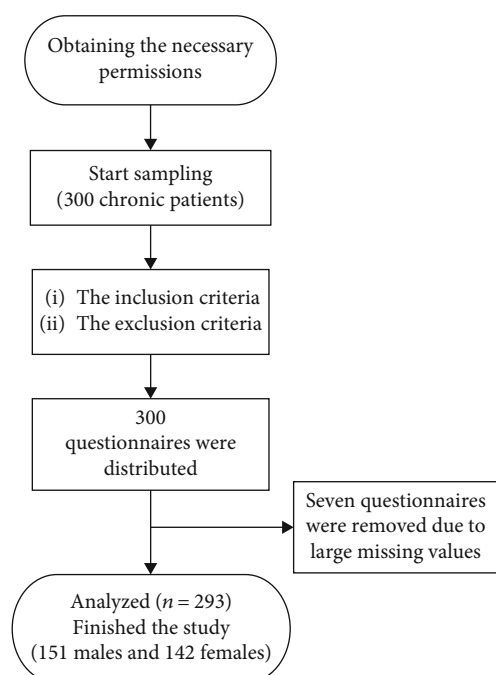 Obtaining the necessary
permissions
Start sampling
(300 chronic patients)
(i) The inclusion criteria
(ii) The exclusion criteria
300
questionnaires were
distributed
Seven questionnaires
were removed due to
large missing values
Analyzed (n = 293)
Finished the study
(151 males and 142 females)